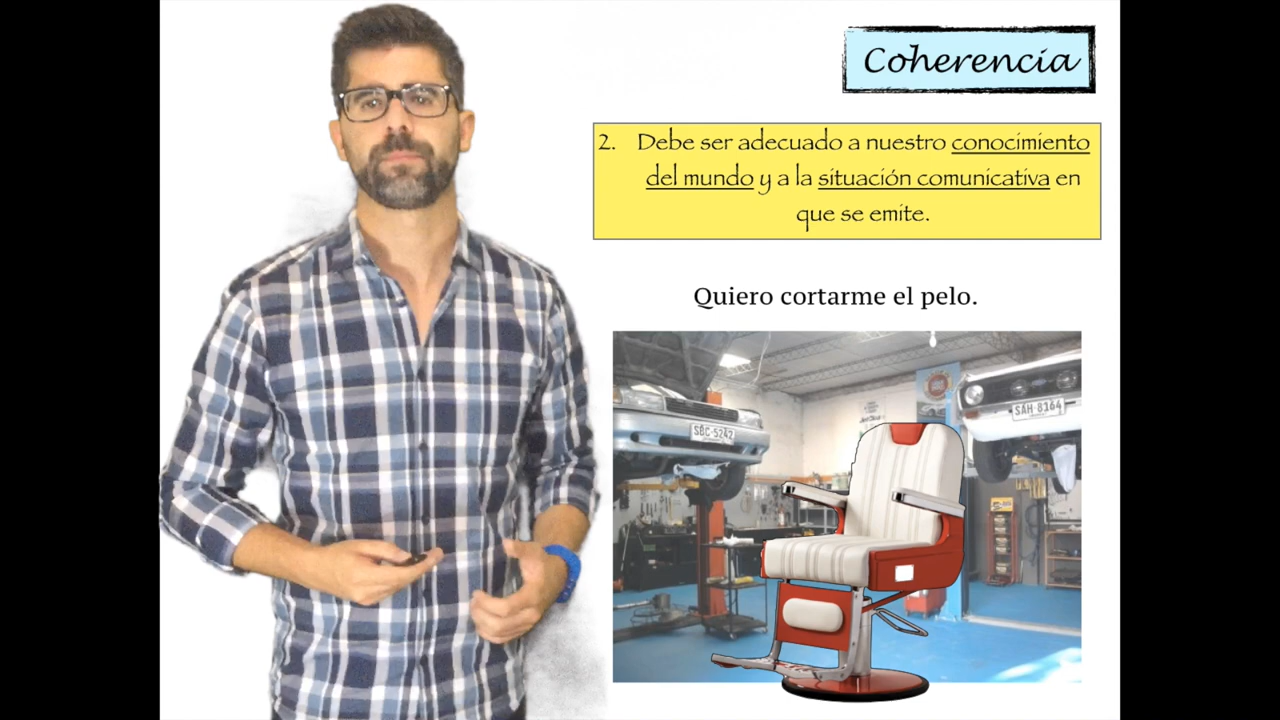 Coherencia
2. Debe ser adecuado a nuestro conocimiento
del mundo y a la situación comunicativa en
que se emite.
Quiero cortarme el pelo.
SBC·5242
SAH·8164